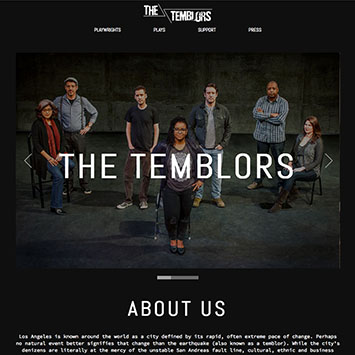 THE
TEMBLORS
PLAYWRIGHTS PLAYS SUPPORT PRESS
THE TEMBLORS
ABOUT US
Los Angeles is known around the world as a city defined by its rapid, often extreme pace of change. Perhaps
no natural event better signifies that change than the earthquake (also known as a temblor). While the city's
denizens are literally at the mercy of the unstable San Andreas fault line, cultural, ethnic and business